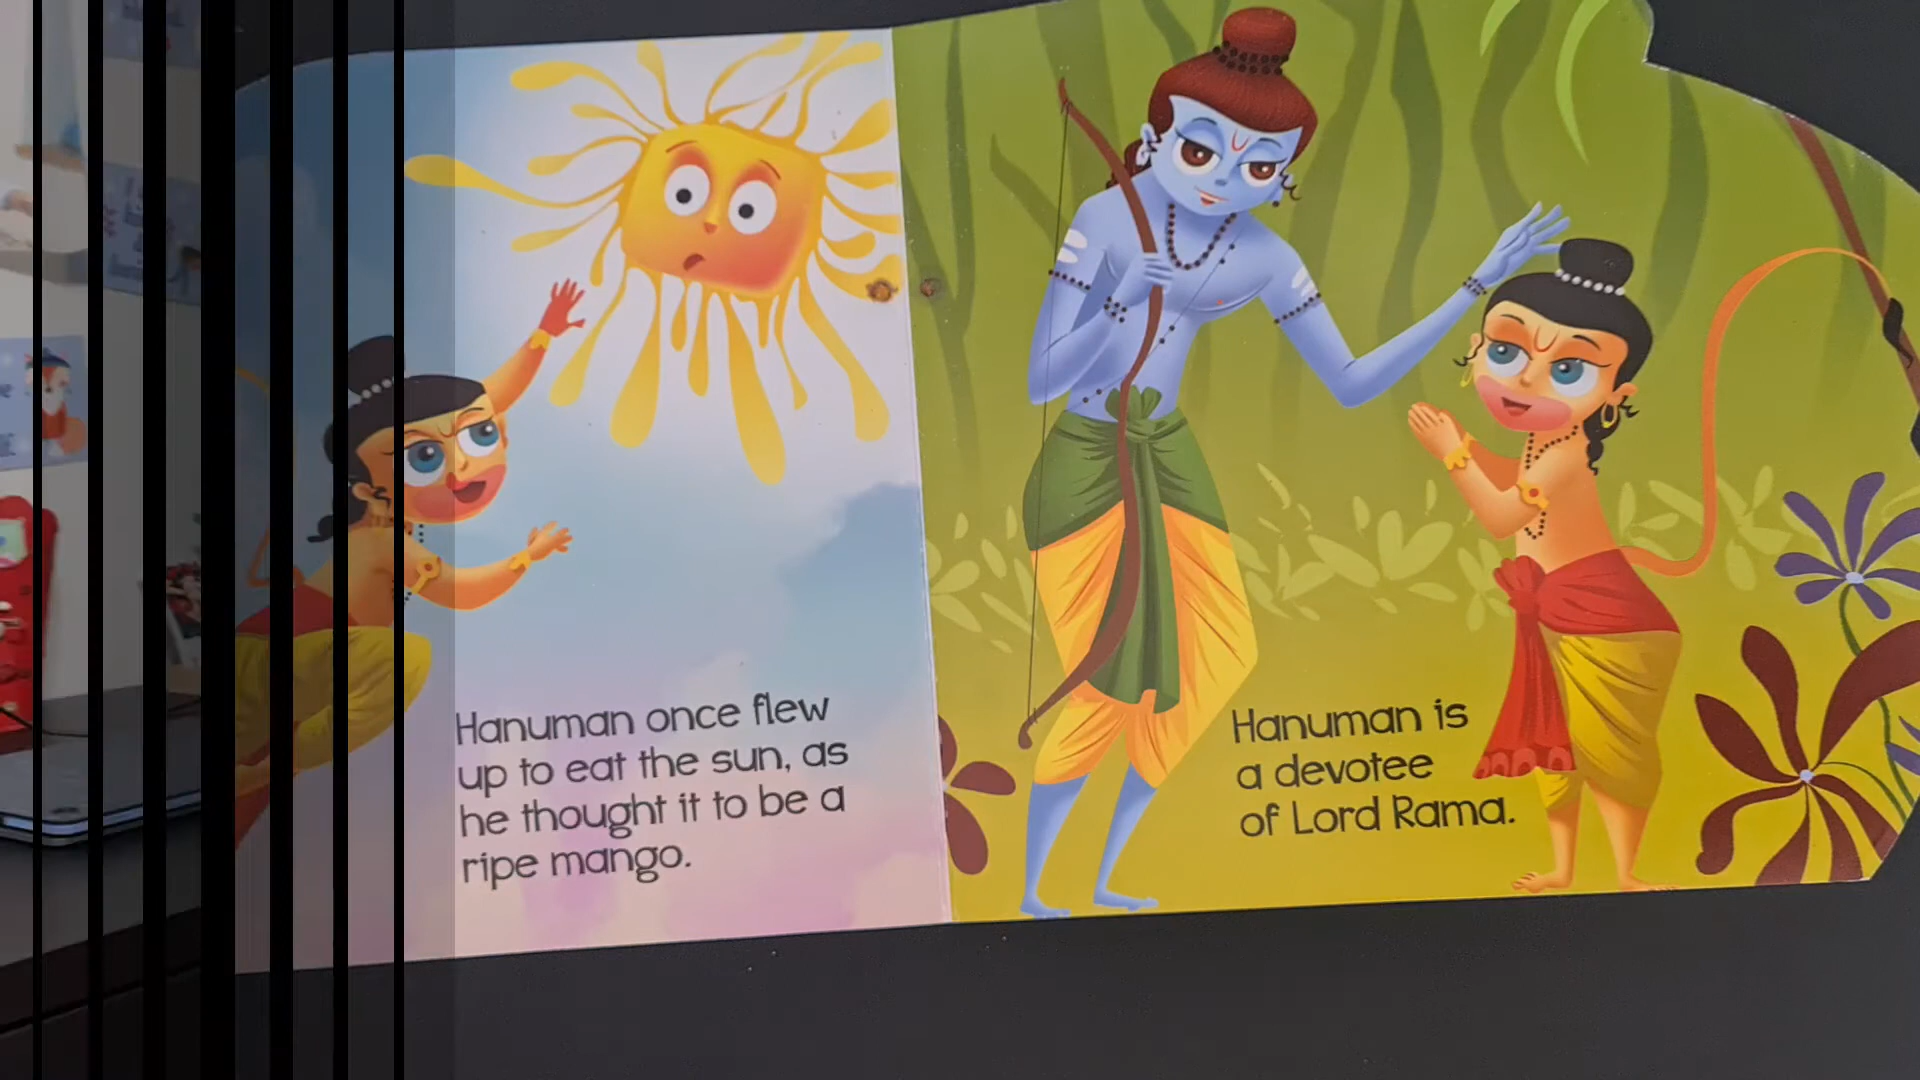 Hanuman once flew
up to eat the sun, as
he thought it to be a
ripe mango.
Hanuman is
a devotee
of Lord Rama.